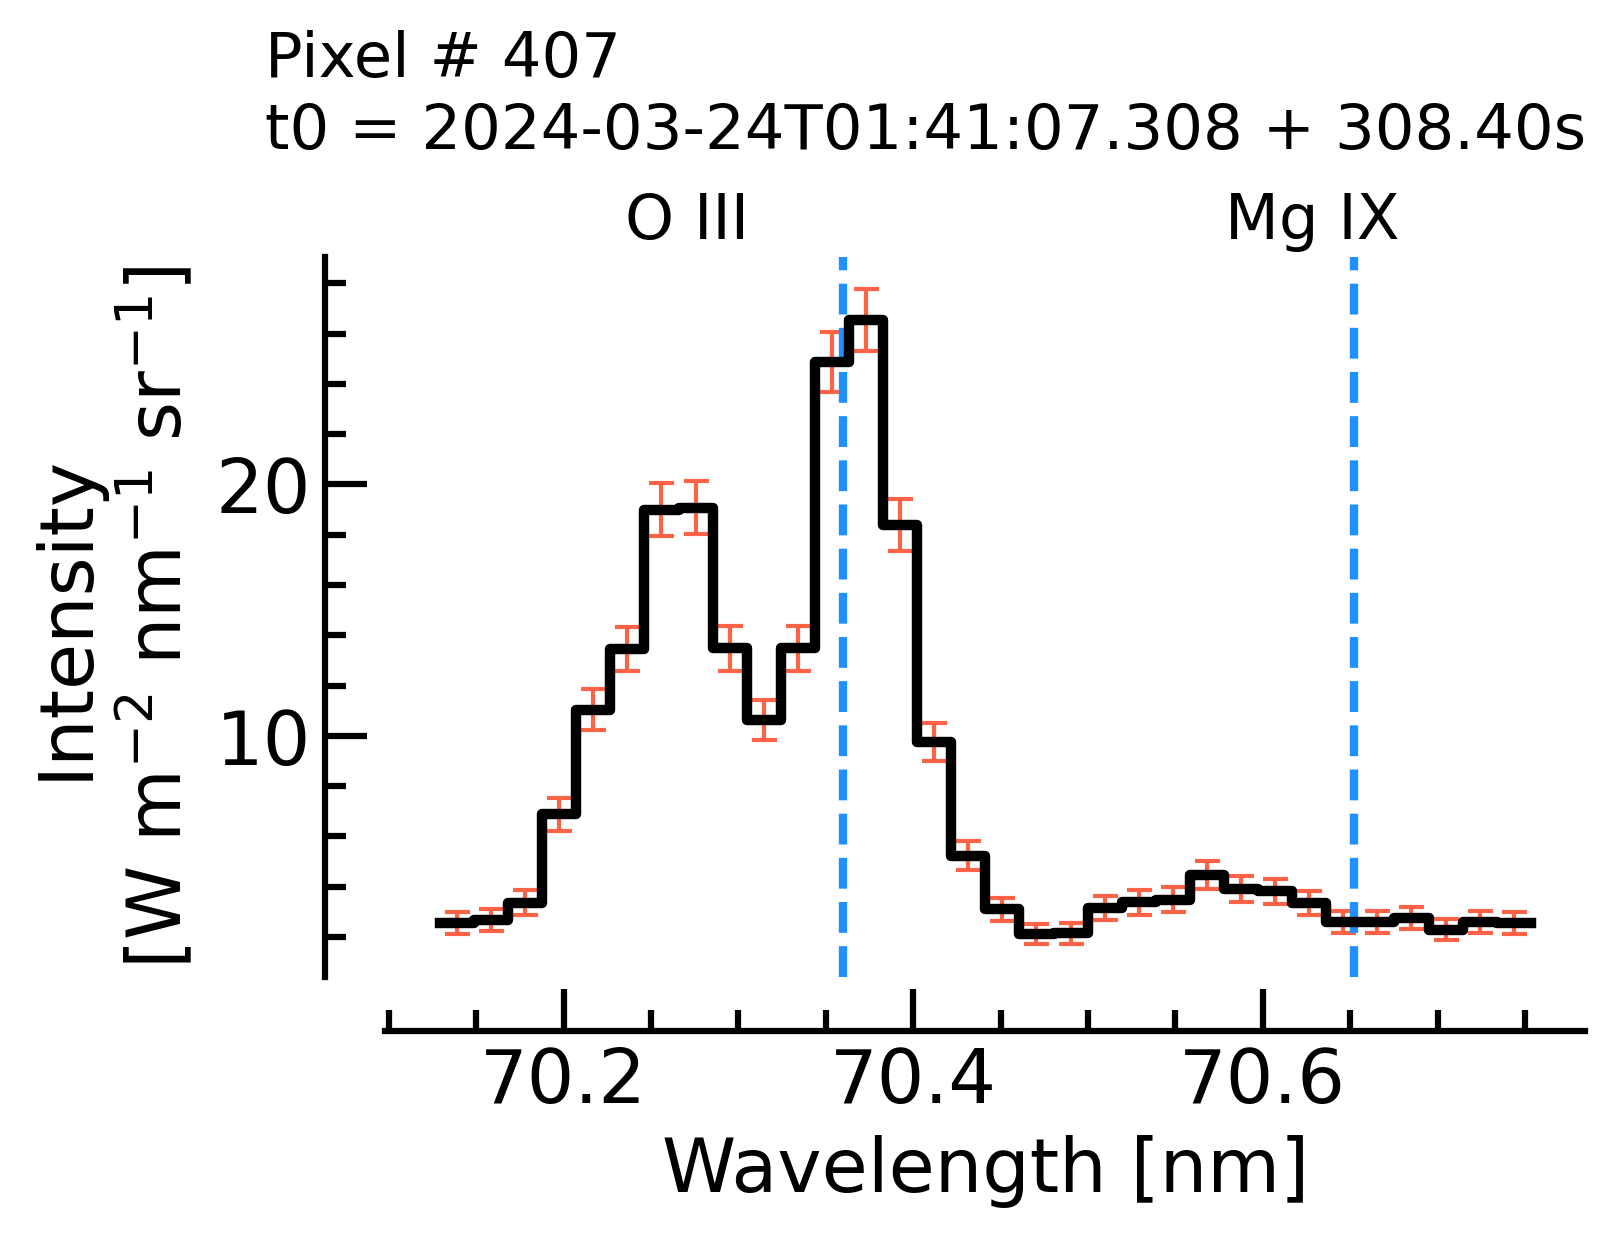 Pixel # 407
t0 = 2024-03-24T01:41:07.308 + 308.40s
O III
Mg IX
Intensity
[W m⁻² nm⁻¹ sr⁻¹]
20
10
70.2
70.4
70.6
Wavelength [nm]